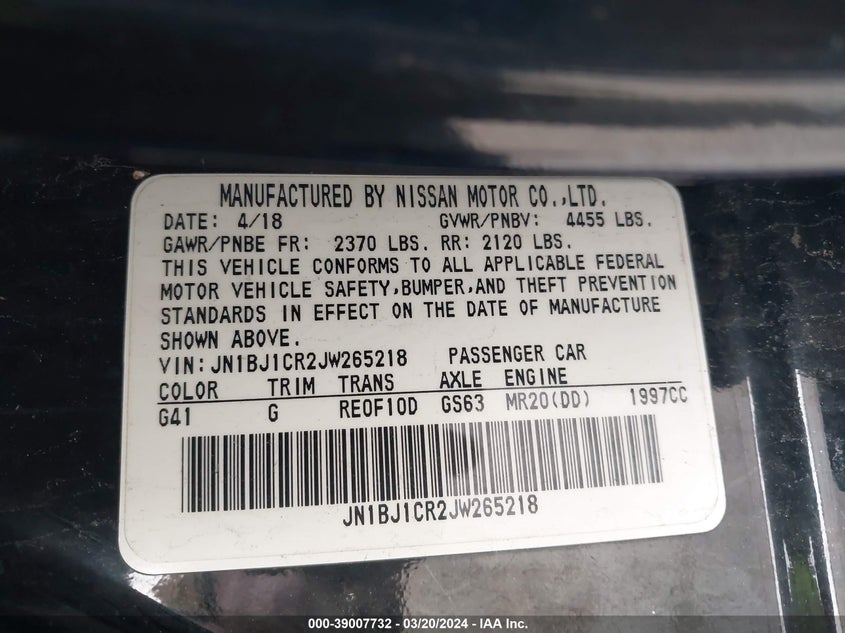 MANUFACTURED BY NISSAN MOTOR CO.,LTD.
DATE: 4/18 GVWR/PNBV: 4455 LBS.
GAWR/PNBE FR: 2370 LBS. RR: 2120 LBS.
THIS VEHICLE CONFORMS TO ALL APPLICABLE FEDERAL
MOTOR VEHICLE SAFETY,BUMPER,AND THEFT PREVENTION
STANDARDS IN EFFECT ON THE DATE OF MANUFACTURE
SHOWN ABOVE.
VIN:JN1BJ1CR2JW265218 PASSENGER CAR
COLOR TRIM TRANS AXLE ENGINE
G41 G RE0F10D GS63 MR20(DD) 1997CC
JN1BJ1CR2JW265218
000-39007732 - 03/20/2024 - IAA Inc.